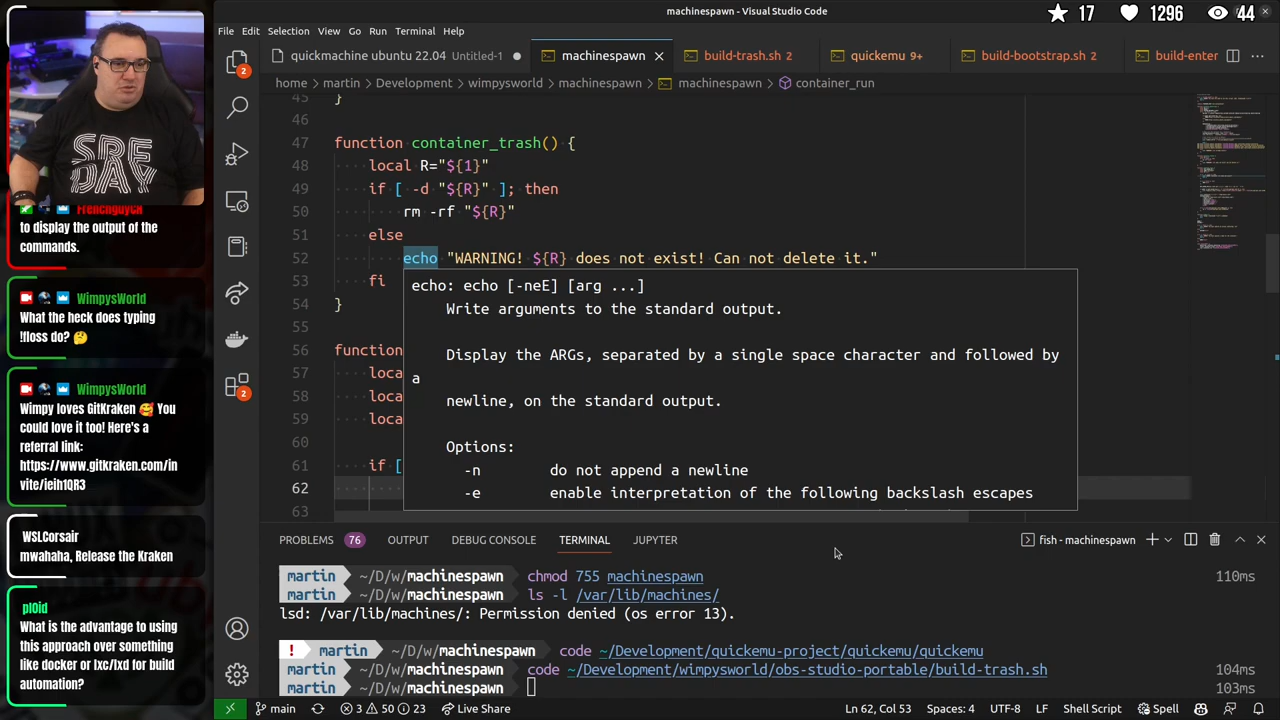 machinespawn - Visual Studio Code
17 1296 44
File Edit Selection View Go Run Terminal Help
quickmachine ubuntu 22.04 Untitled-1
machinespawn
build-trash.sh 2
quickemu 9+
build-bootstrap.sh 2
build-enter
home > martin > Development > wimpysworld > machinespawn > machinespawn > container_run
45 }
46
47 function container_trash() {
48 local R="${1}"
49 if [ -d "${R}" ]; then
50 rm -rf "${R}"
51 else
52 echo "WARNING! ${R} does not exist! Can not delete it."
53 fi
54 }
55
56 function
57 loca
58 loca
59 loca
60
61 if [
62
63
echo: echo [-neE] [arg ...]
Write arguments to the standard output.
Display the ARGs, separated by a single space character and followed by
a
newline, on the standard output.
Options:
-n do not append a newline
-e enable interpretation of the following backslash escapes
PROBLEMS 76 OUTPUT DEBUG CONSOLE TERMINAL JUPYTER
fish - machinespawn
martin ~/D/w/machinespawn chmod 755 machinespawn 110ms
martin ~/D/w/machinespawn ls -l /var/lib/machines/
lsd: /var/lib/machines/: Permission denied (os error 13).
! martin ~/D/w/machinespawn code ~/Development/quickemu-project/quickemu/quickemu
martin ~/D/w/machinespawn code ~/Development/wimpysworld/obs-studio-portable/build-trash.sh 104ms
martin ~/D/w/machinespawn 103ms
main 3 50 23 Live Share Ln 62, Col 53 Spaces: 4 UTF-8 LF Shell Script Spell
2
2
SRE
DAY
FrenchguyCH
to display the output of the
commands.
WimpysWorld
What the heck does typing
!floss do? 🤔
WimpysWorld
Wimpy loves GitKraken 🥰 You
could love it too! Here's a
referral link:
https://www.gitkraken.com/in
vite/ieih1QR3
WSLCorsair
mwahaha, Release the Kraken
pl0id
What is the advantage to using
this approach over something
like docker or lxc/lxd for build
automation?